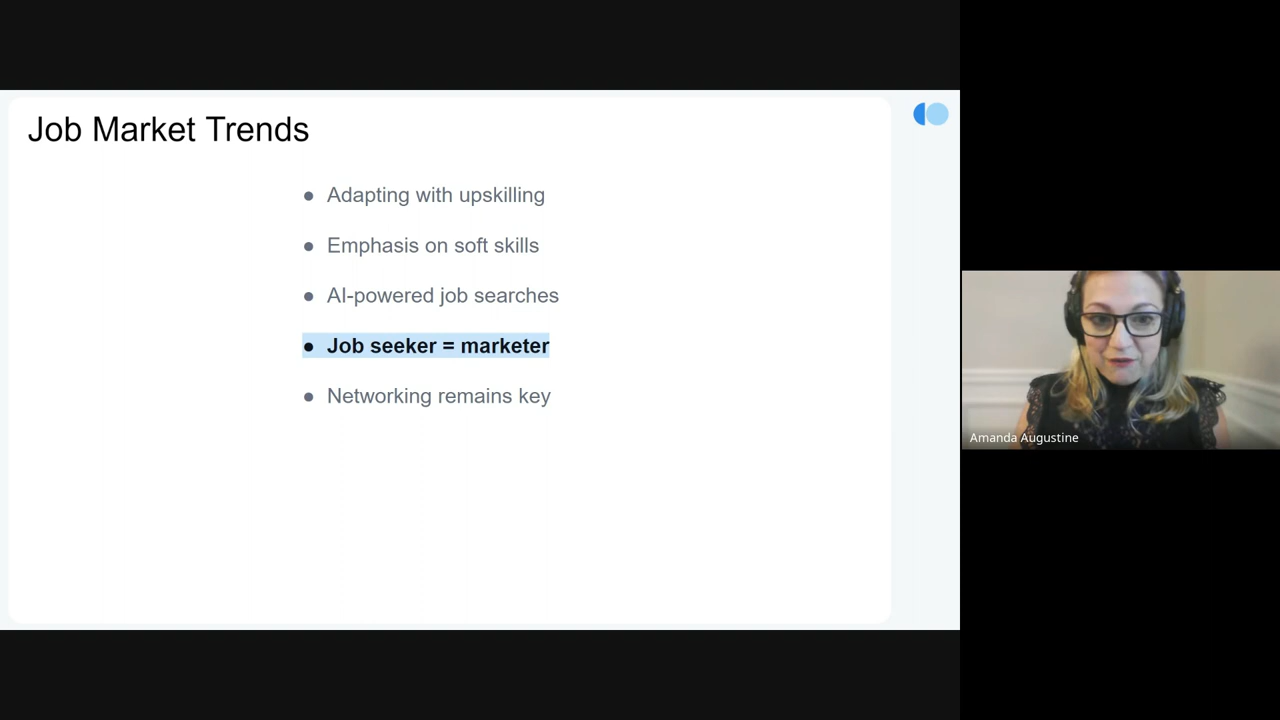 Job Market Trends
● Adapting with upskilling
● Emphasis on soft skills
● AI-powered job searches
● Job seeker = marketer
● Networking remains key
Amanda Augustine